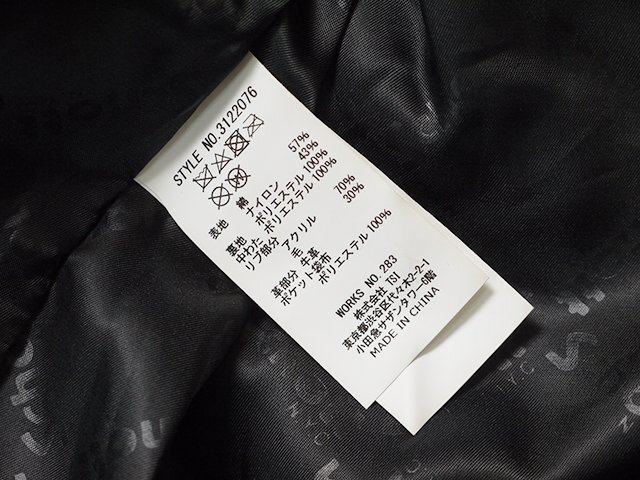 STYLE NO.3122076
表地 綿 57%
ナイロン 43%
裏地 ポリエステル 100%
中わた ポリエステル 100%
リブ部分 アクリル 70%
毛 30%
革部分 牛革
ポケット袋布 ポリエステル 100%
WORKS NO. 283
株式会社 TSI
東京都渋谷区代々木2-2-1
小田急サザンタワー6階
MADE IN CHINA
Scho
N.Y.C